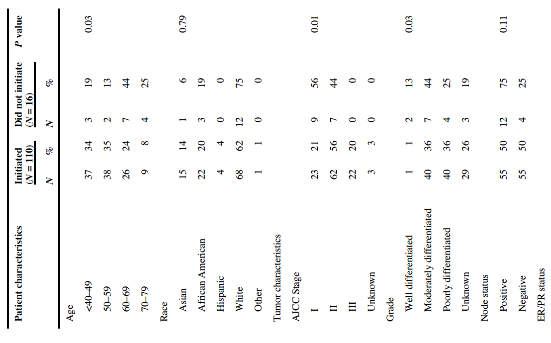 Patient characteristics Initiated (N = 110) Did not initiate (N = 16) P value
N % N %
Age 0.03
<40–49 37 34 3 19
50–59 38 35 2 13
60–69 26 24 7 44
70–79 9 8 4 25
Race 0.79
Asian 15 14 1 6
African American 22 20 3 19
Hispanic 4 4 0 0
White 68 62 12 75
Other 1 1 0 0
Tumor characteristics
AJCC Stage 0.01
I 23 21 9 56
II 62 56 7 44
III 22 20 0 0
Unknown 3 3 0 0
Grade 0.03
Well differentiated 1 1 2 13
Moderately differentiated 40 36 7 44
Poorly differentiated 40 36 4 25
Unknown 29 26 3 19
Node status 0.11
Positive 55 50 12 75
Negative 55 50 4 25
ER/PR status